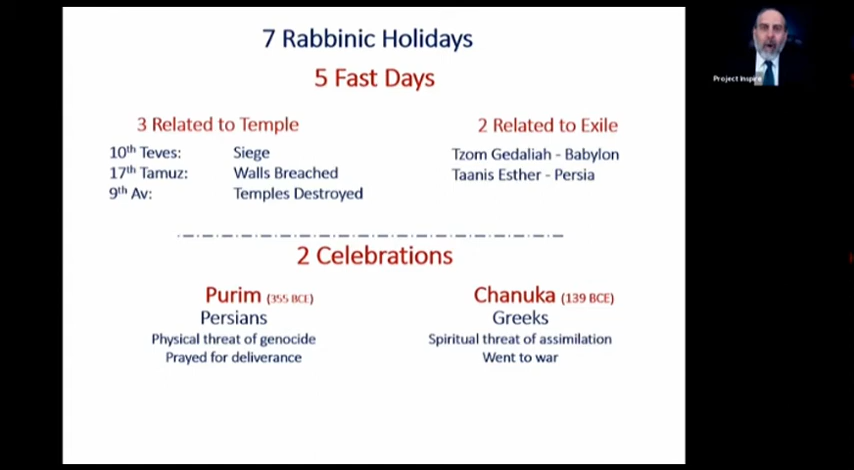 7 Rabbinic Holidays
5 Fast Days
3 Related to Temple
10th Teves: Siege
17th Tamuz: Walls Breached
9th Av: Temples Destroyed
2 Related to Exile
Tzom Gedaliah - Babylon
Taanis Esther - Persia
2 Celebrations
Purim (355 BCE)
Persians
Physical threat of genocide
Prayed for deliverance
Chanuka (139 BCE)
Greeks
Spiritual threat of assimilation
Went to war
Project Inspire